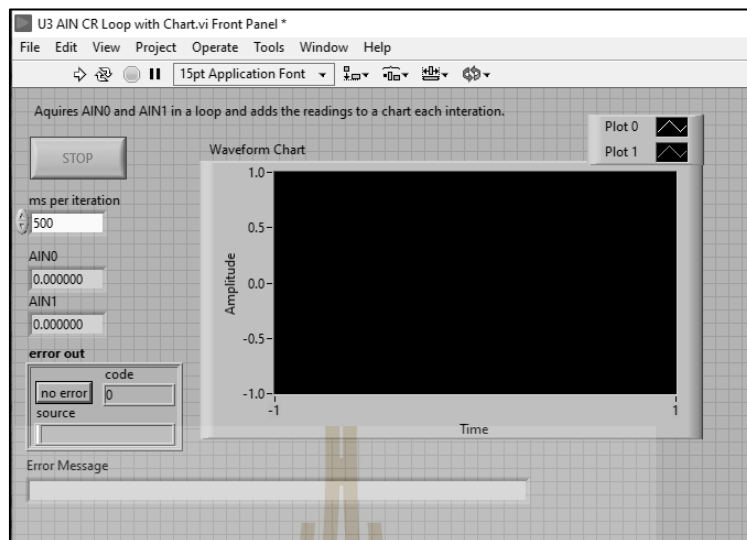 U3 AIN CR Loop with Chart.vi Front Panel *
File Edit View Project Operate Tools Window Help
15pt Application Font
Aquires AIN0 and AIN1 in a loop and adds the readings to a chart each interation.
STOP
Waveform Chart
Plot 0
Plot 1
ms per iteration
500
AIN0
0.000000
AIN1
0.000000
error out
code
no error
0
source
Amplitude
1.0
0.5
0.0
-0.5
-1.0
-1
1
Time
Error Message